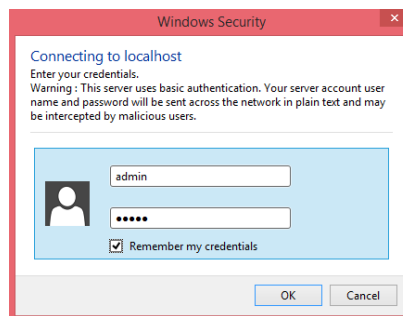 Windows Security
Connecting to localhost
Enter your credentials.
Warning : This server uses basic authentication. Your server account user
name and password will be sent across the network in plain text and may
be intercepted by malicious users.
admin
•••••
Remember my credentials
OK Cancel